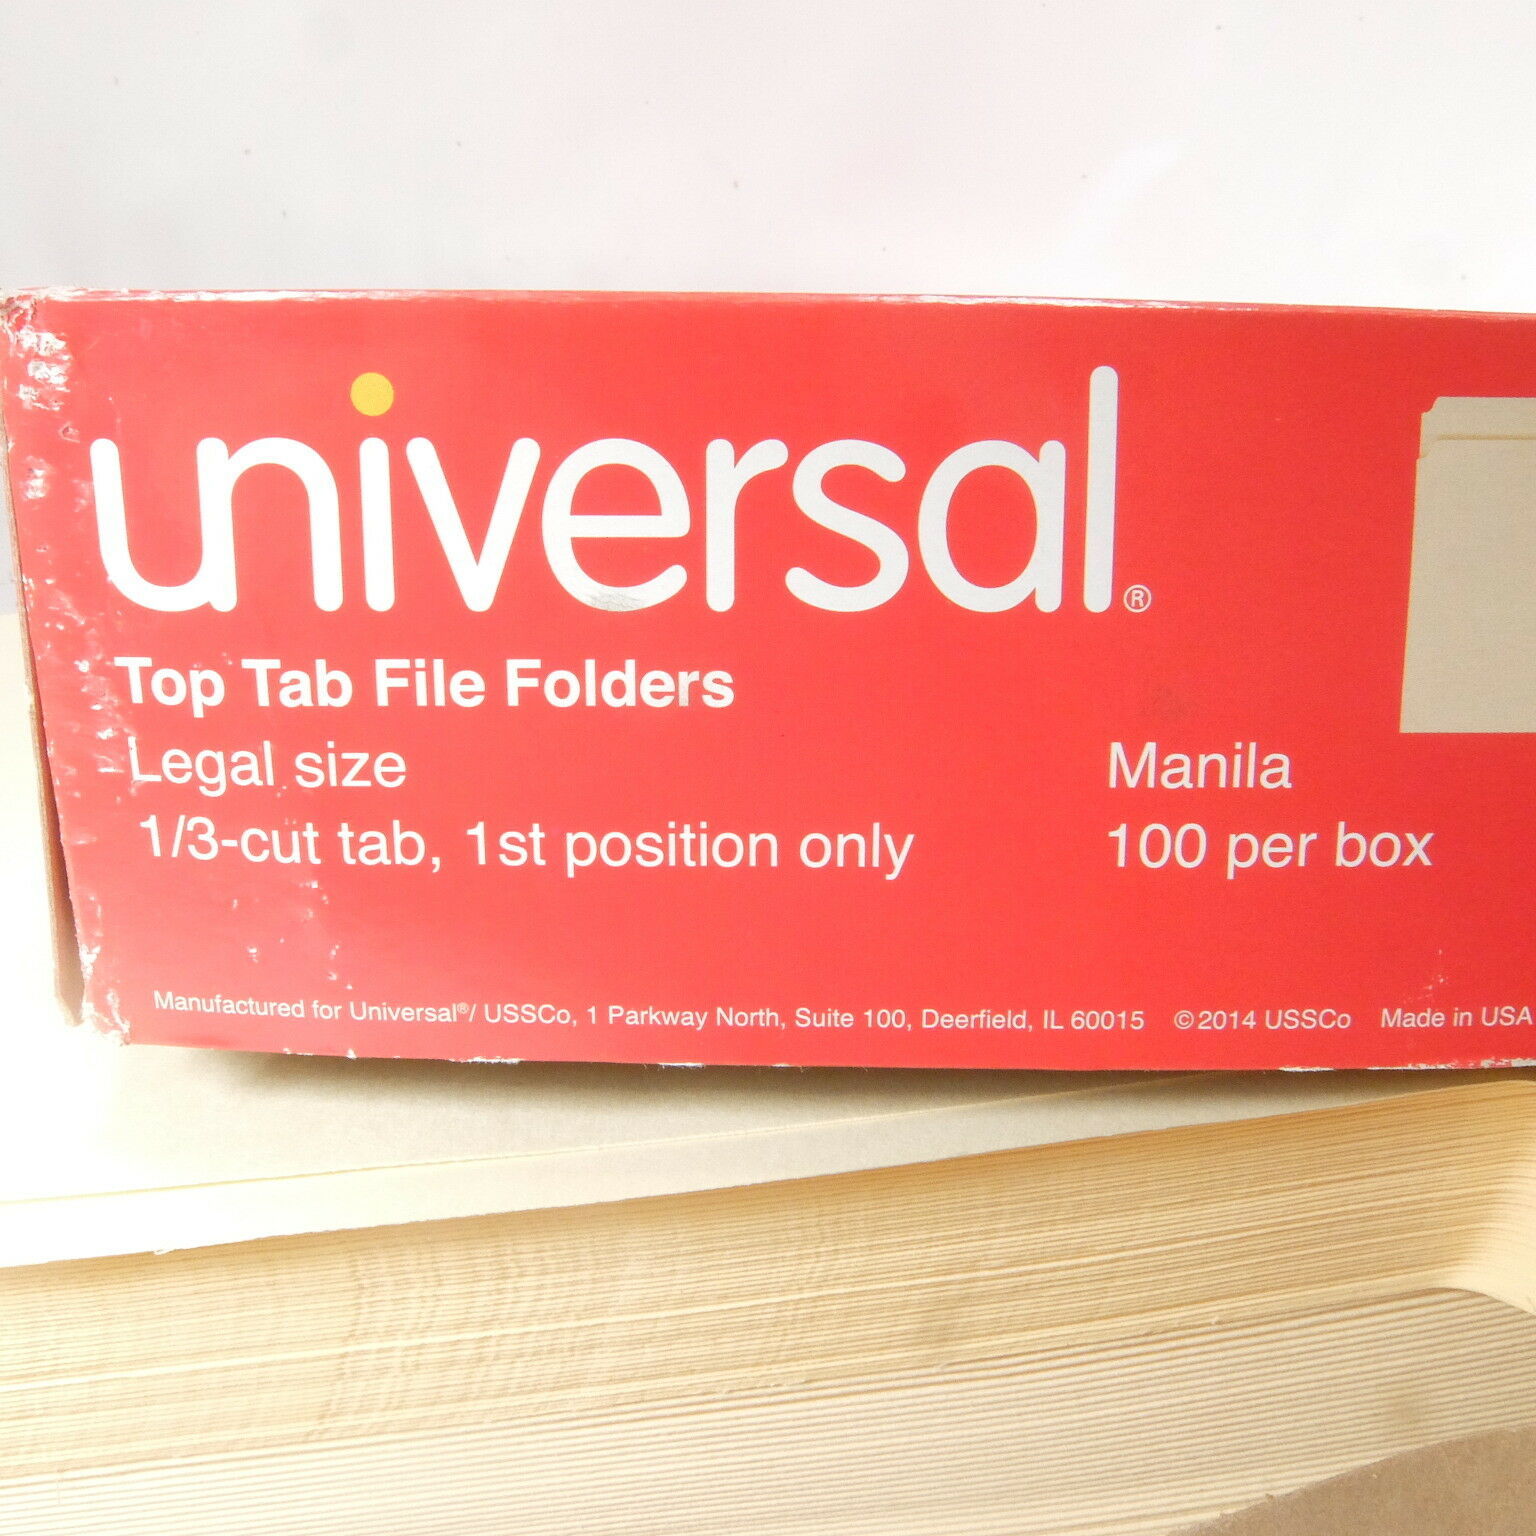 universal®
Top Tab File Folders
Legal size
Manila
1/3-cut tab, 1st position only
100 per box
Manufactured for Universal®/ USSCo, 1 Parkway North, Suite 100, Deerfield, IL 60015 ©2014 USSCo Made in USA